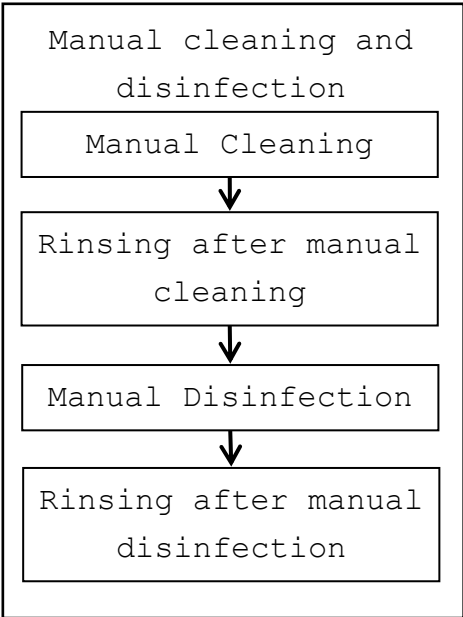 Manual cleaning and
disinfection
Manual Cleaning
Rinsing after manual
cleaning
Manual Disinfection
Rinsing after manual
disinfection